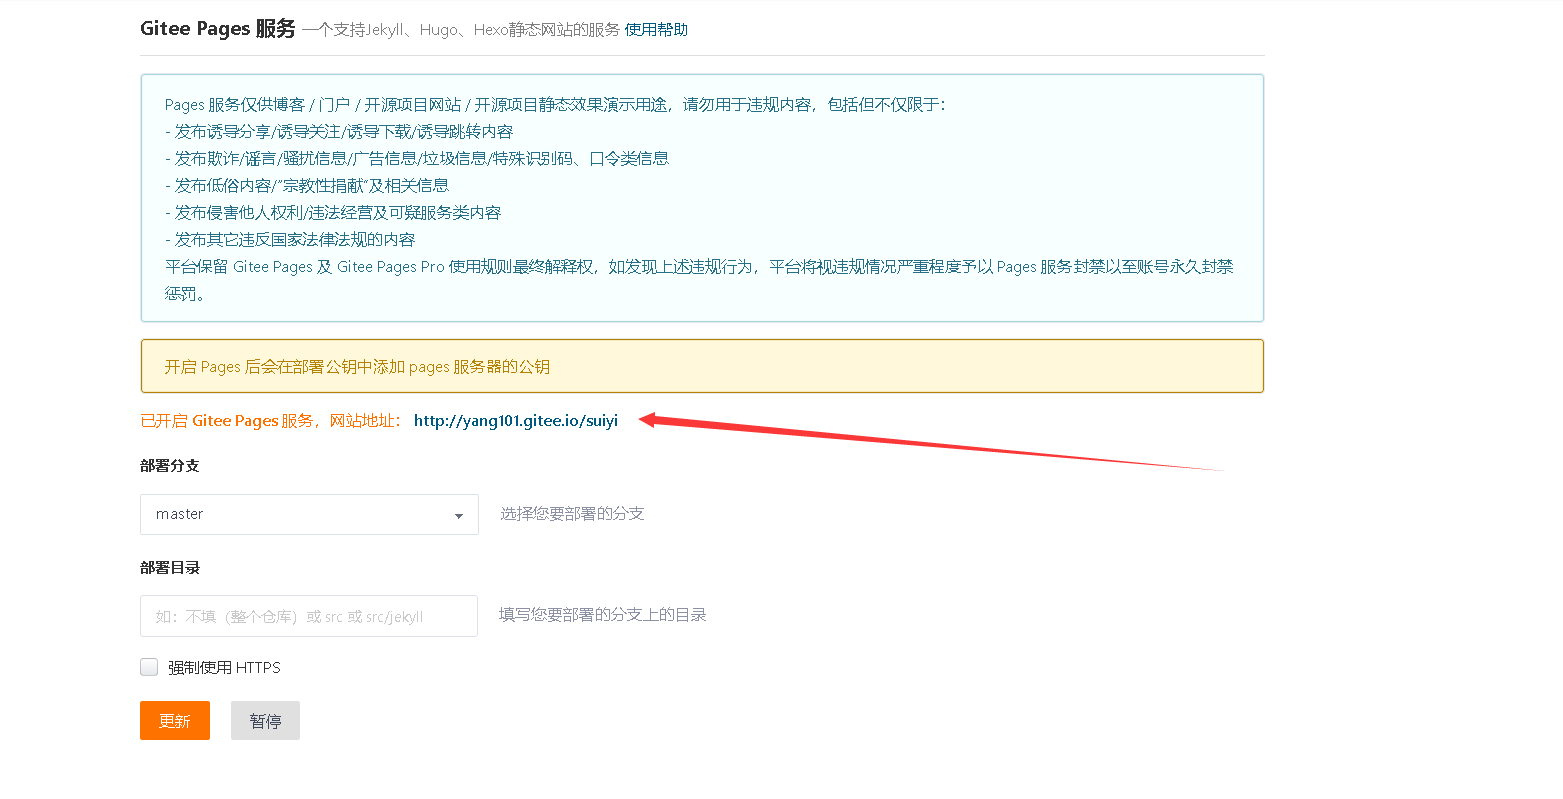 Gitee Pages 服务 一个支持Jekyll、Hugo、Hexo静态网站的服务 使用帮助
Pages 服务仅供博客 / 门户 / 开源项目网站 / 开源项目静态效果演示用途，请勿用于违规内容，包括但不仅限于：
- 发布诱导分享/诱导关注/诱导下载/诱导跳转内容
- 发布欺诈/谣言/骚扰信息/广告信息/垃圾信息/特殊识别码、口令类信息
- 发布低俗内容/“宗教性捐献”及相关信息
- 发布侵害他人权利/违法经营及可疑服务类内容
- 发布其它违反国家法律法规的内容
平台保留 Gitee Pages 及 Gitee Pages Pro 使用规则最终解释权，如发现上述违规行为，平台将视违规情况严重程度予以 Pages 服务封禁以至账号永久封禁
惩罚。
开启 Pages 后会在部署公钥中添加 pages 服务器的公钥
已开启 Gitee Pages 服务，网站地址： http://yang101.gitee.io/suiyi
部署分支
master 选择您要部署的分支
部署目录
如：不填（整个仓库）或 src 或 src/jekyll 填写您要部署的分支上的目录
强制使用 HTTPS
更新 暂停